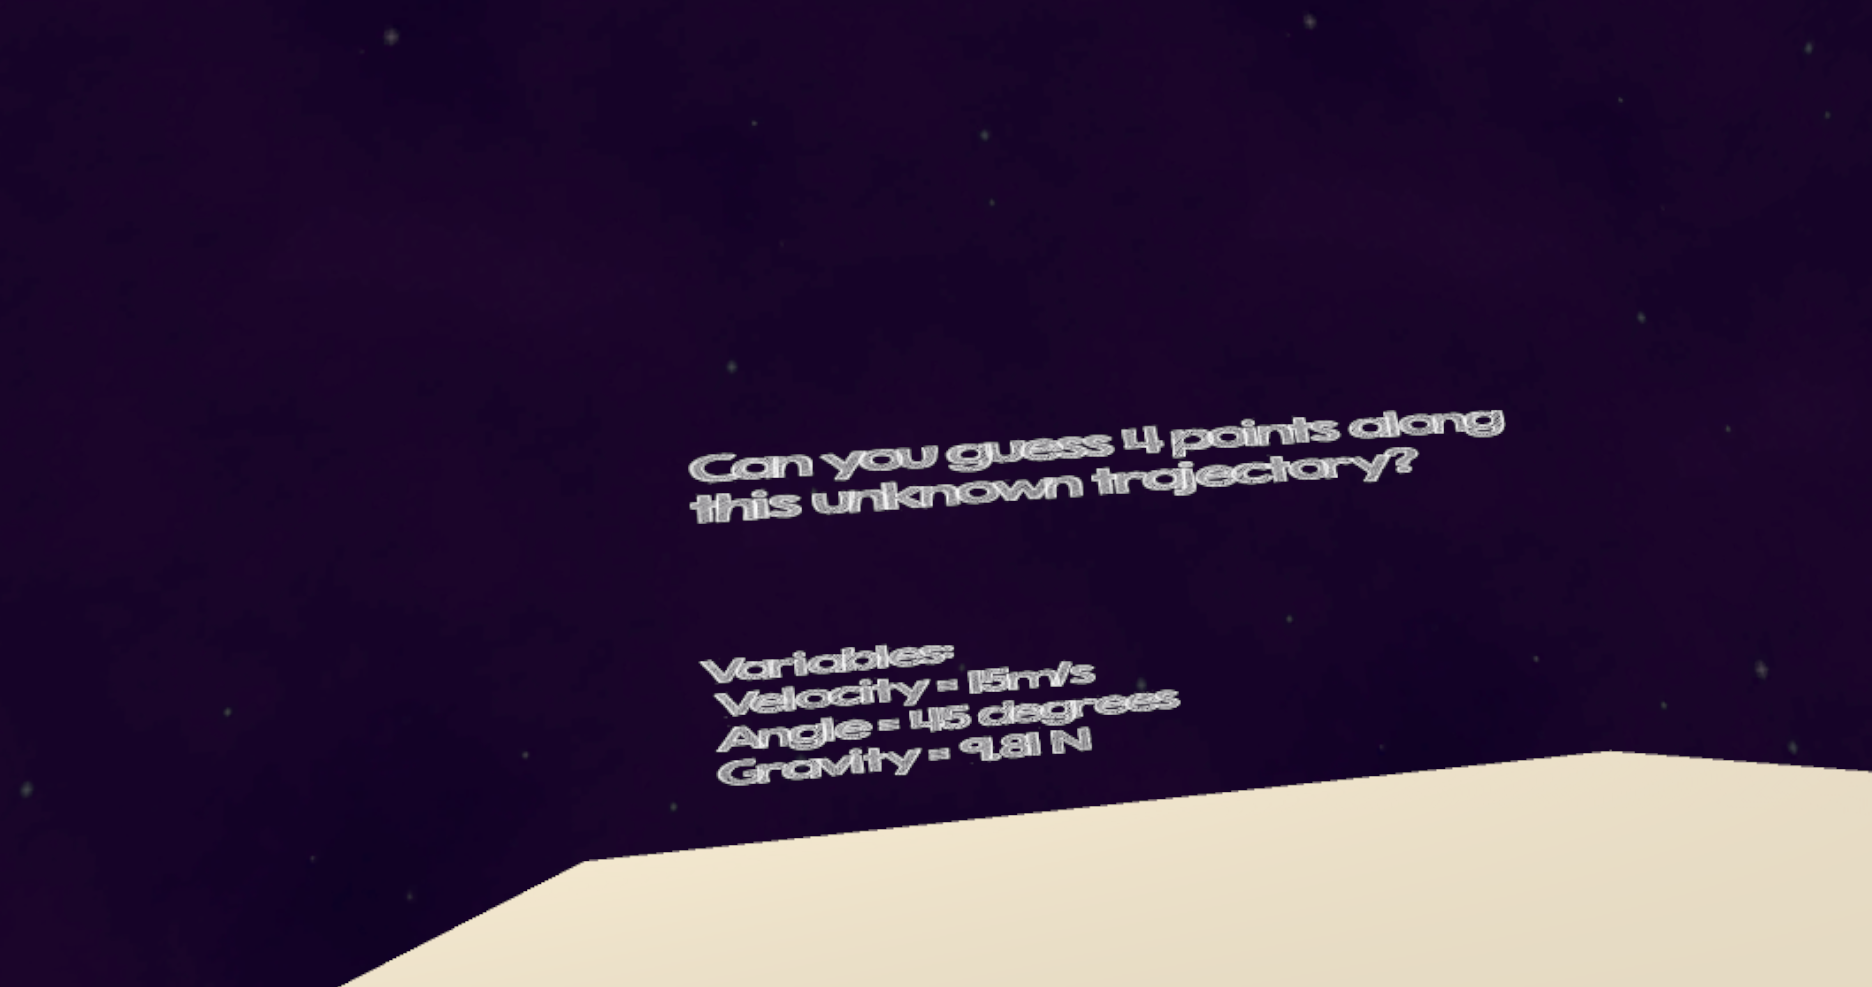 Can you guess 4 points along
this unknown trajectory?
Variables:
Velocity = 15m/s
Angle = 45 degrees
Gravity = 9.81 N